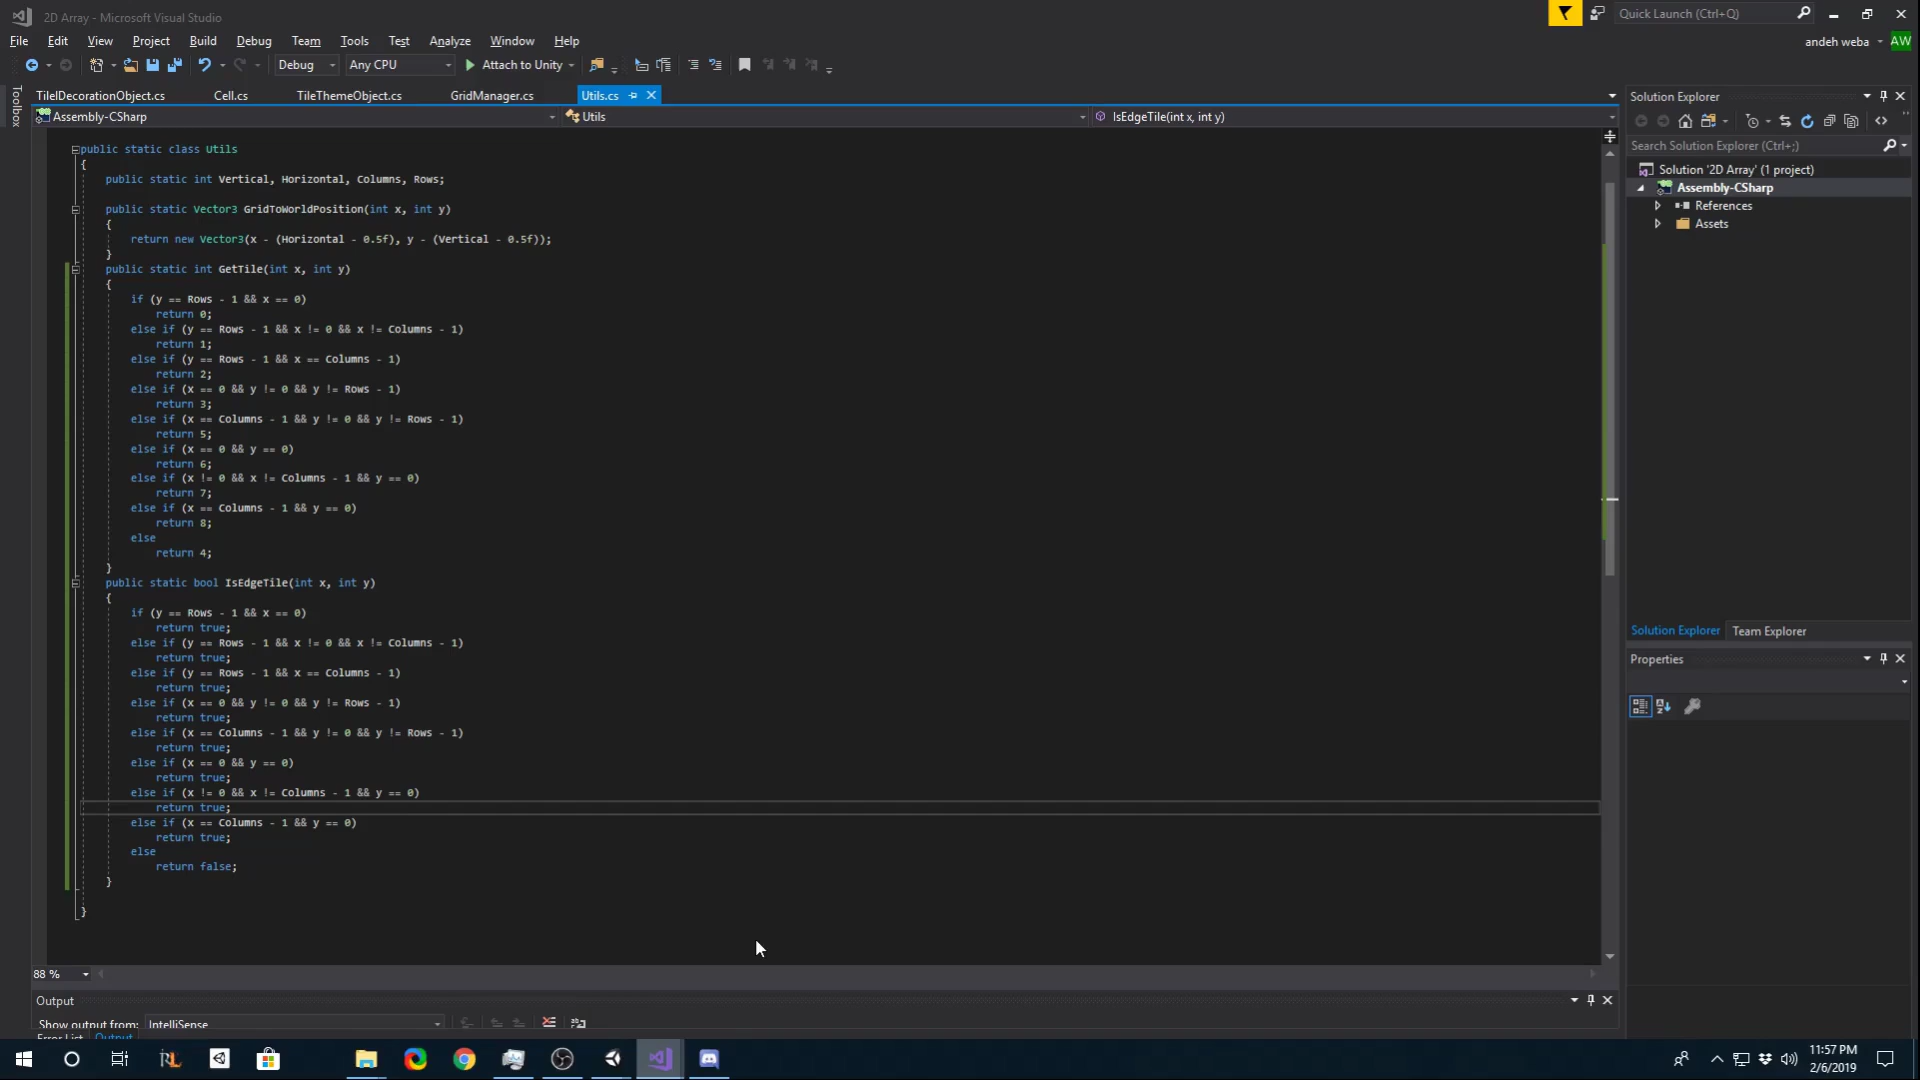 2D Array - Microsoft Visual Studio
Quick Launch (Ctrl+Q)
File Edit View Project Build Debug Team Tools Test Analyze Window Help
andeh weba AW
Debug Any CPU Attach to Unity
Toolbox
TilelDecorationObject.cs Cell.cs TileThemeObject.cs GridManager.cs Utils.cs
Assembly-CSharp Utils IsEdgeTile(int x, int y)
public static class Utils
{
public static int Vertical, Horizontal, Columns, Rows;
public static Vector3 GridToWorldPosition(int x, int y)
{
return new Vector3(x - (Horizontal - 0.5f), y - (Vertical - 0.5f));
}
public static int GetTile(int x, int y)
{
if (y == Rows - 1 && x == 0)
return 0;
else if (y == Rows - 1 && x != 0 && x != Columns - 1)
return 1;
else if (y == Rows - 1 && x == Columns - 1)
return 2;
else if (x == 0 && y != 0 && y != Rows - 1)
return 3;
else if (x == Columns - 1 && y != 0 && y != Rows - 1)
return 5;
else if (x == 0 && y == 0)
return 6;
else if (x != 0 && x != Columns - 1 && y == 0)
return 7;
else if (x == Columns - 1 && y == 0)
return 8;
else
return 4;
}
public static bool IsEdgeTile(int x, int y)
{
if (y == Rows - 1 && x == 0)
return true;
else if (y == Rows - 1 && x != 0 && x != Columns - 1)
return true;
else if (y == Rows - 1 && x == Columns - 1)
return true;
else if (x == 0 && y != 0 && y != Rows - 1)
return true;
else if (x == Columns - 1 && y != 0 && y != Rows - 1)
return true;
else if (x == 0 && y == 0)
return true;
else if (x != 0 && x != Columns - 1 && y == 0)
return true;
else if (x == Columns - 1 && y == 0)
return true;
else
return false;
}
}
88 %
Output
Show output from: IntelliSense
Error List Output
Solution Explorer
Search Solution Explorer (Ctrl+;)
Solution '2D Array' (1 project)
Assembly-CSharp
References
Assets
Solution Explorer Team Explorer
Properties
11:57 PM
2/6/2019